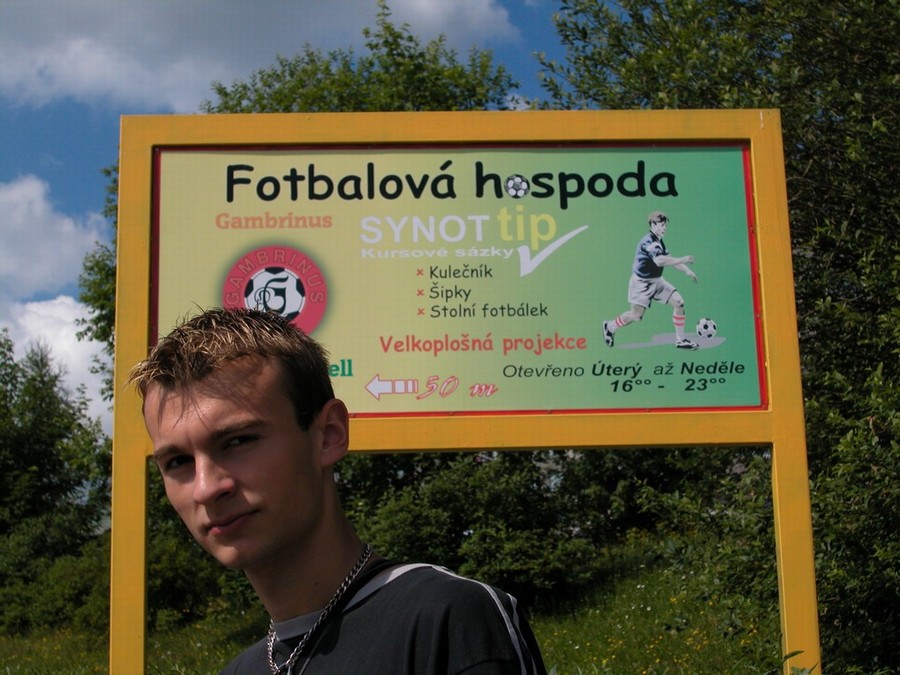 Fotbalová hospoda
Gambrinus
SYNOT tip
Kursové sázky
GAMBRINUS
× Kulečník
× Šipky
× Stolní fotbálek
Velkoplošná projekce
Otevřeno Úterý až Neděle
16°° - 23°°
50 m